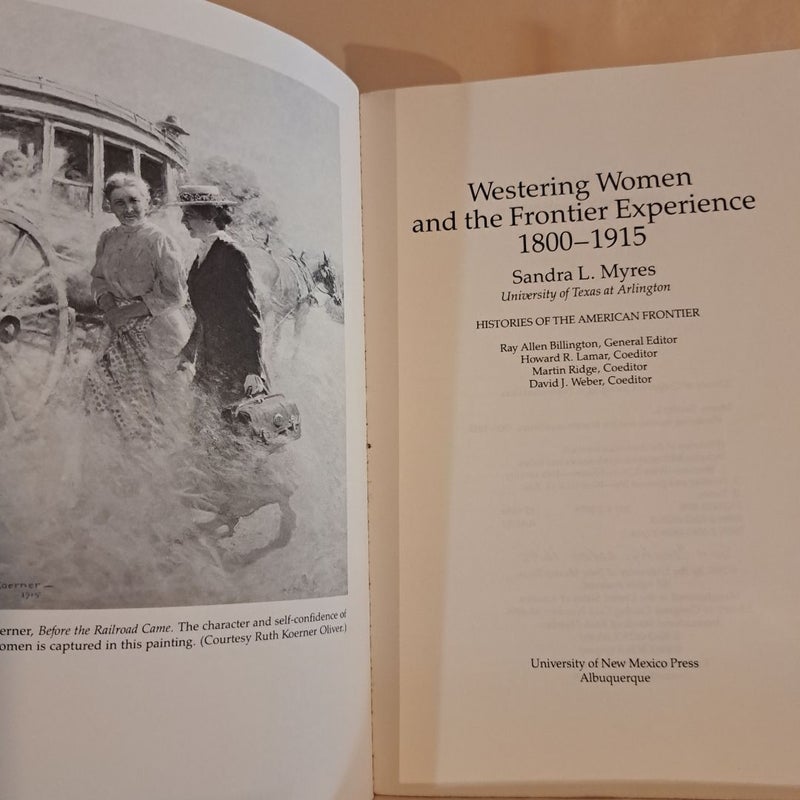 Koerner
1915
erner, Before the Railroad Came. The character and self-confidence of
omen is captured in this painting. (Courtesy Ruth Koerner Oliver.)
Westering Women
and the Frontier Experience
1800–1915
Sandra L. Myres
University of Texas at Arlington
HISTORIES OF THE AMERICAN FRONTIER
Ray Allen Billington, General Editor
Howard R. Lamar, Coeditor
Martin Ridge, Coeditor
David J. Weber, Coeditor
University of New Mexico Press
Albuquerque